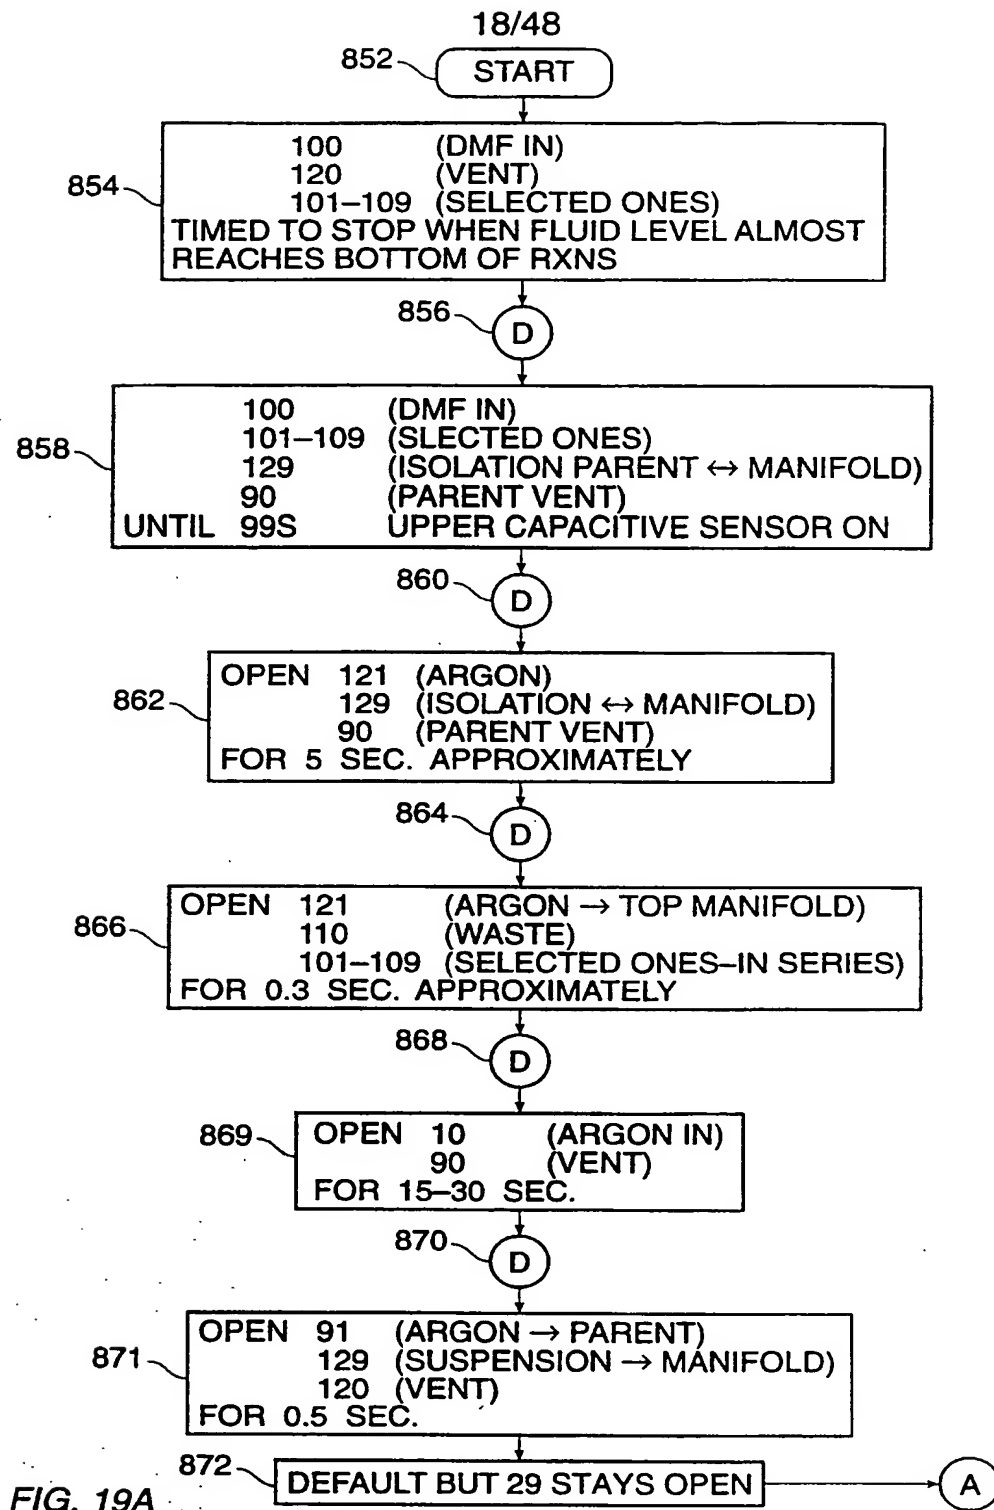 18/48
852
START
854
100 (DMF IN)
120 (VENT)
101–109 (SELECTED ONES)
TIMED TO STOP WHEN FLUID LEVEL ALMOST
REACHES BOTTOM OF RXNS
856
D
858
100 (DMF IN)
101–109 (SLECTED ONES)
129 (ISOLATION PARENT ↔ MANIFOLD)
90 (PARENT VENT)
UNTIL 99S UPPER CAPACITIVE SENSOR ON
860
D
862
OPEN 121 (ARGON)
129 (ISOLATION ↔ MANIFOLD)
90 (PARENT VENT)
FOR 5 SEC. APPROXIMATELY
864
D
866
OPEN 121 (ARGON → TOP MANIFOLD)
110 (WASTE)
101–109 (SELECTED ONES–IN SERIES)
FOR 0.3 SEC. APPROXIMATELY
868
D
869
OPEN 10 (ARGON IN)
90 (VENT)
FOR 15–30 SEC.
870
D
871
OPEN 91 (ARGON → PARENT)
129 (SUSPENSION → MANIFOLD)
120 (VENT)
FOR 0.5 SEC.
872
DEFAULT BUT 29 STAYS OPEN
A
FIG. 19A